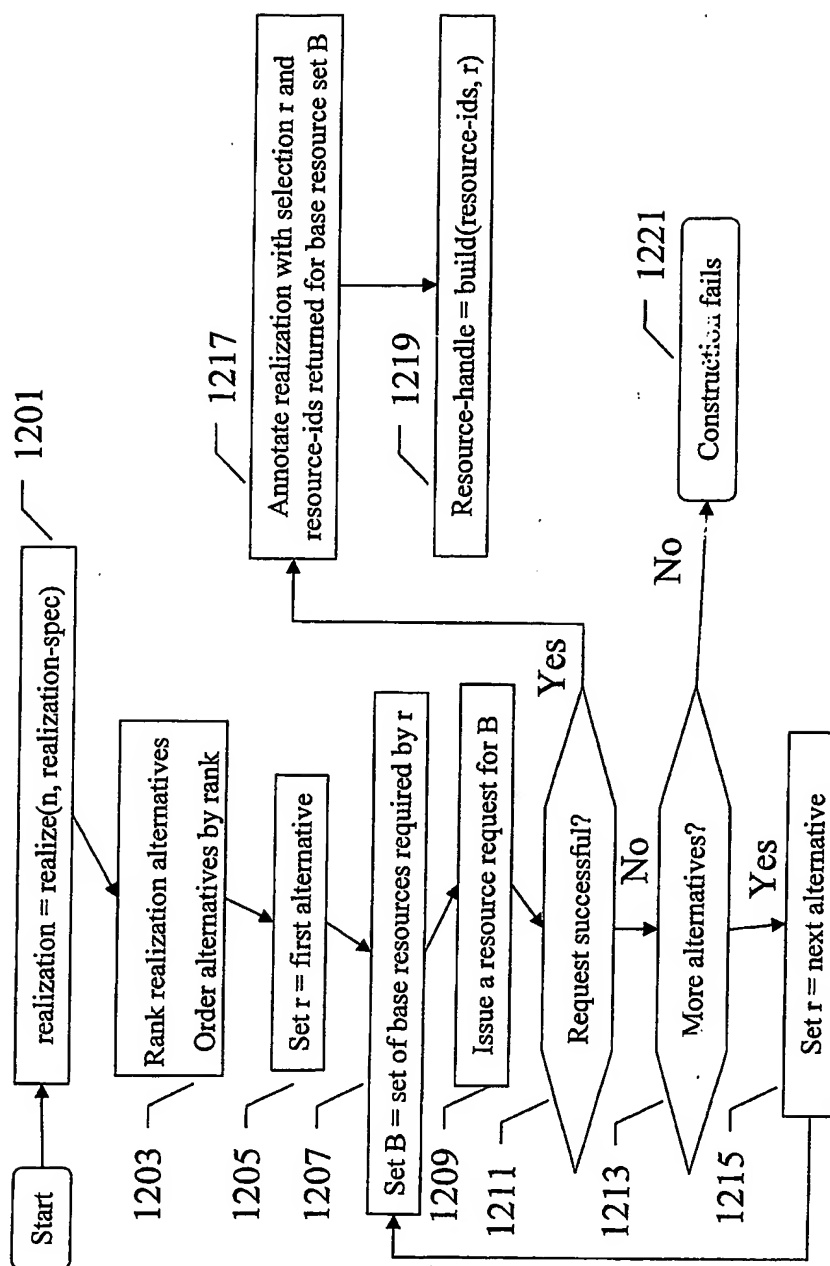 Start
realization = realize(n, realization-spec)
1201
1203
Rank realization alternatives
Order alternatives by rank
1205
Set r = first alternative
1207
Set B = set of base resources required by r
1209
Issue a resource request for B
1211
Request successful?
Yes
No
1213
More alternatives?
No
Yes
1215
Set r = next alternative
1217
Annotate realization with selection r and
resource-ids returned for base resource set B
1219
Resource-handle = build(resource-ids, r)
1221
Construction fails